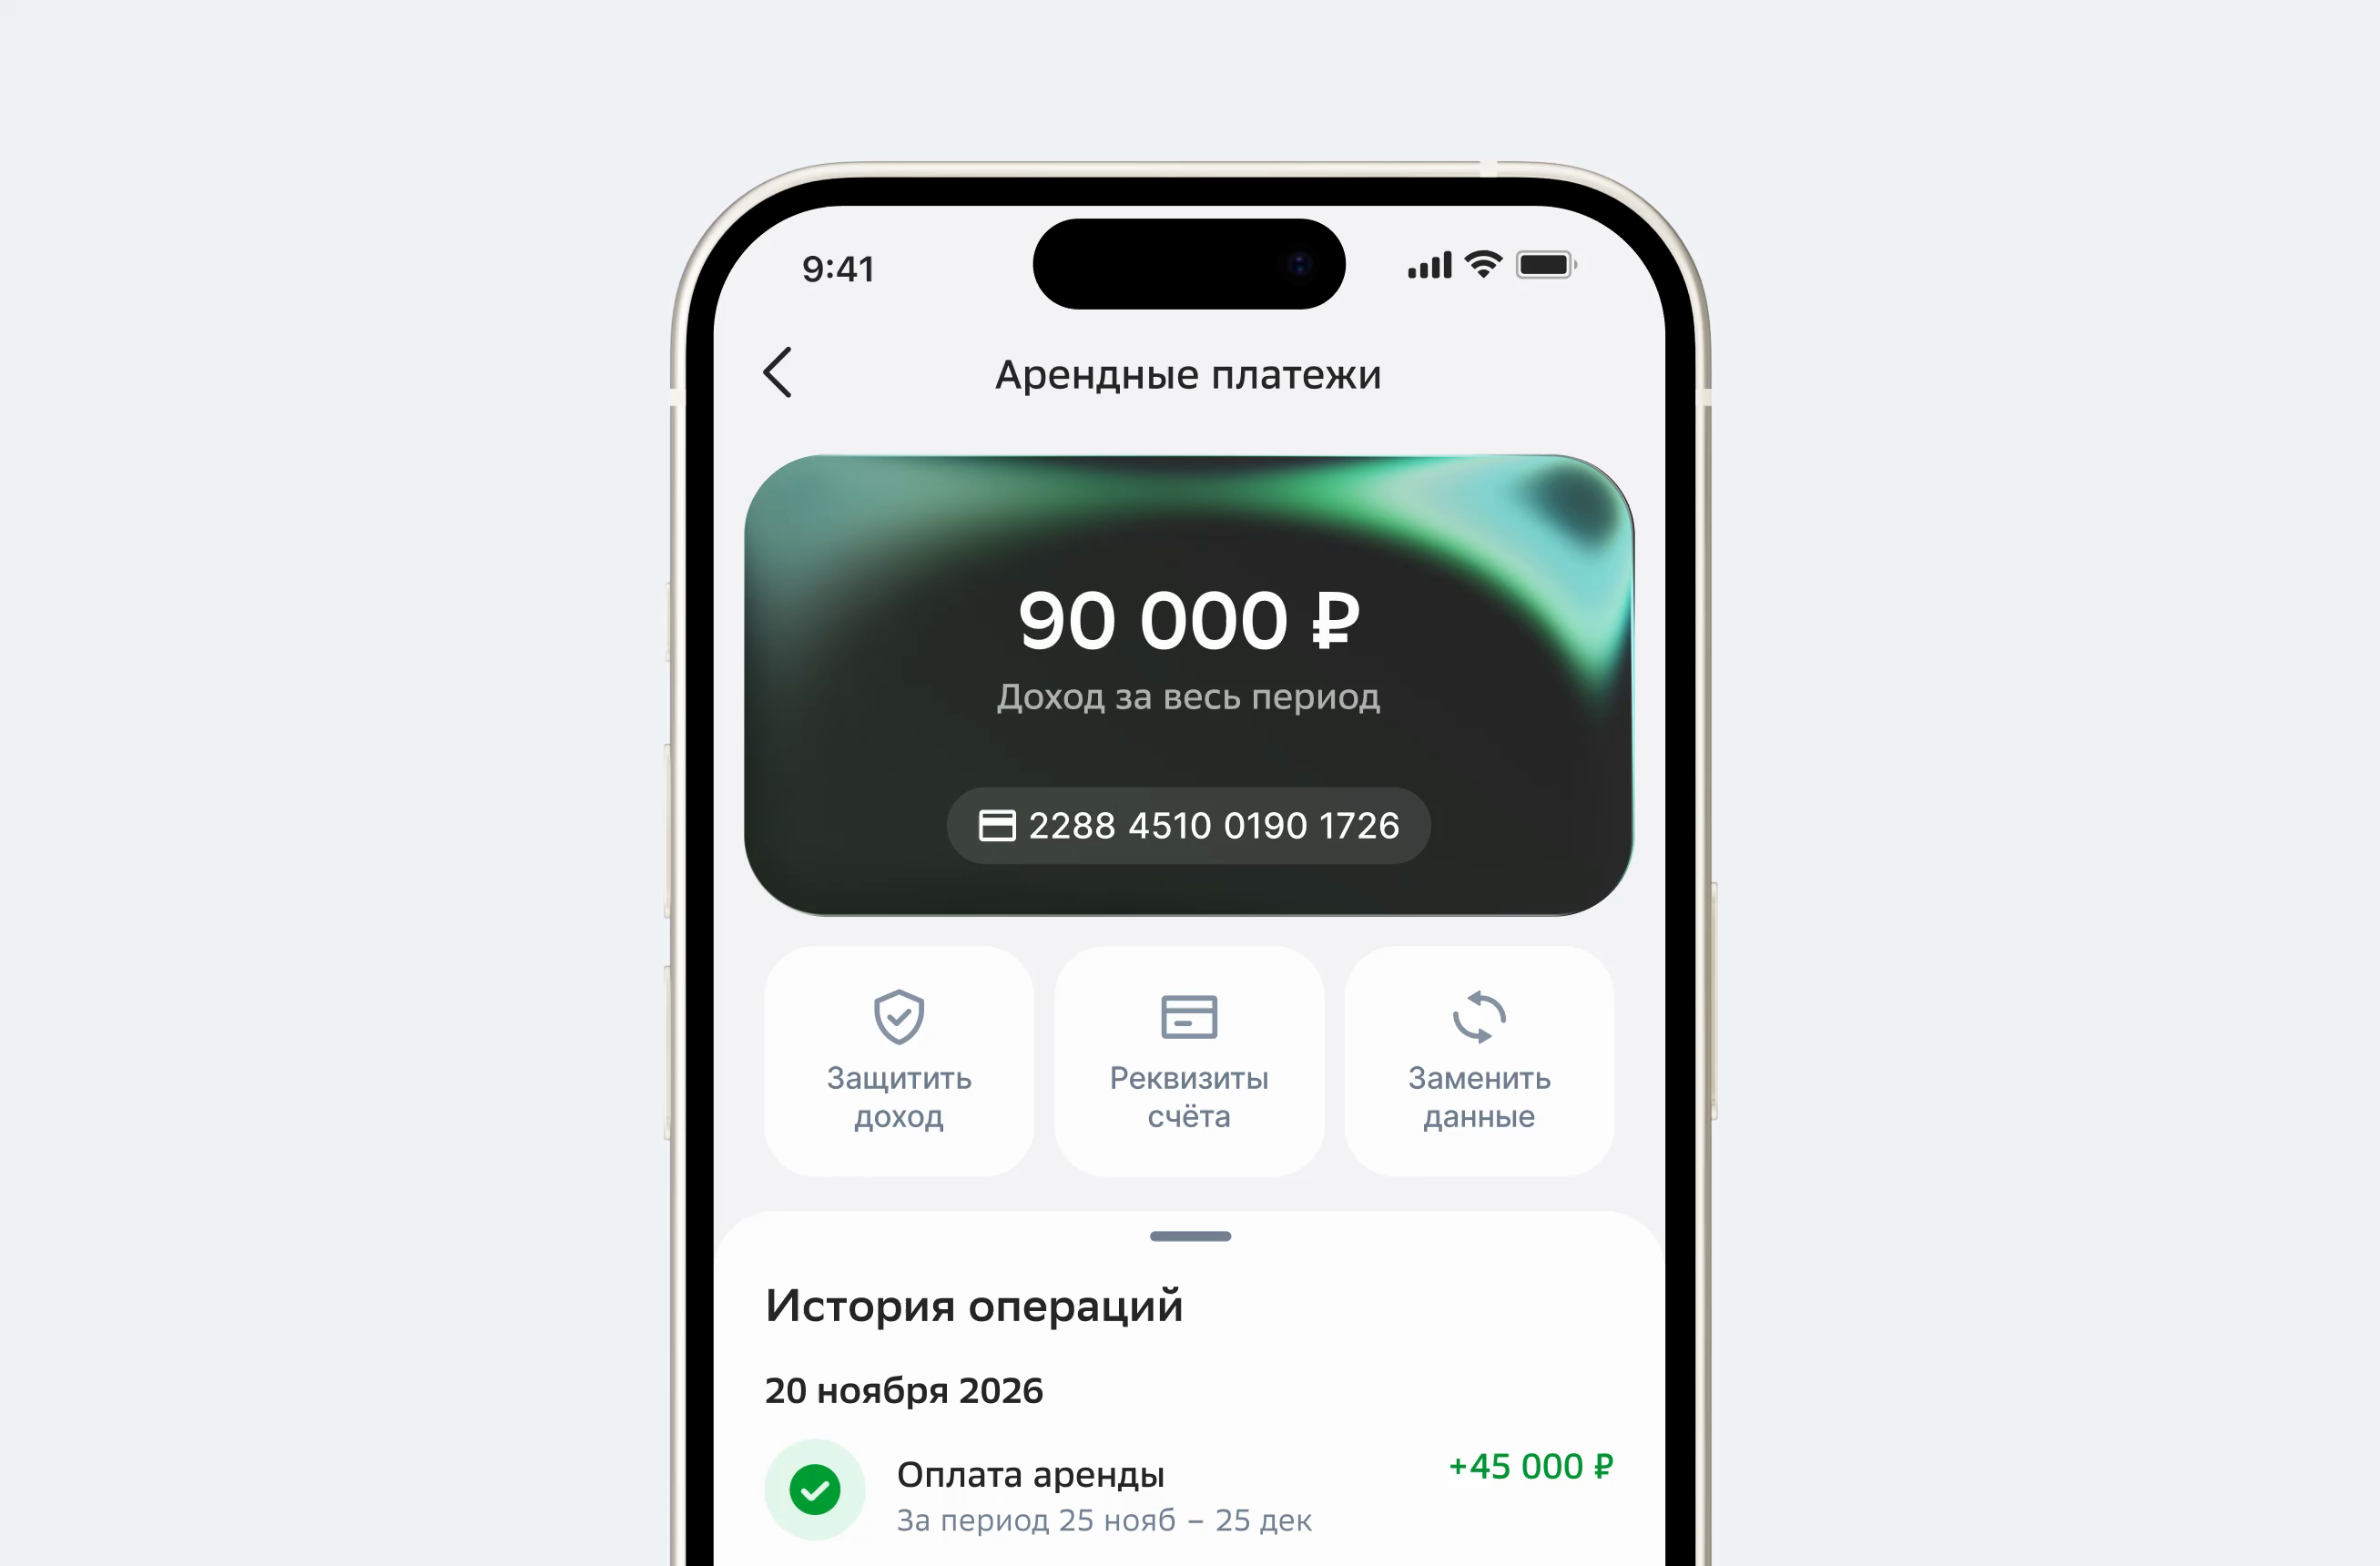 9:41
Арендные платежи
90 000 ₽
Доход за весь период
2288 4510 0190 1726
Защитить
доход
Реквизиты
счёта
Заменить
данные
История операций
20 ноября 2026
Оплата аренды
+45 000 ₽
За период 25 нояб – 25 дек